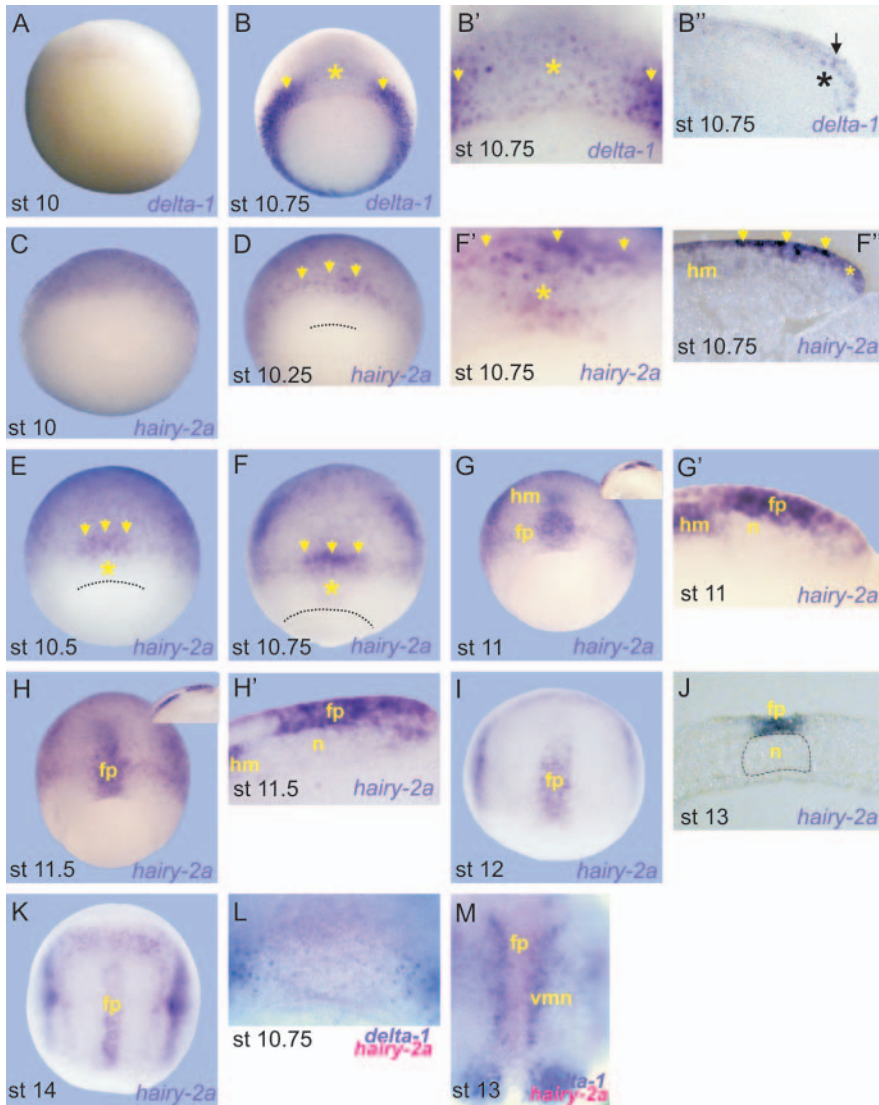 A
st 10
delta-1
B
*
st 10.75
delta-1
B’
*
st 10.75
delta-1
B’’
*
st 10.75
delta-1
C
st 10
hairy-2a
D
st 10.25
hairy-2a
F’
*
st 10.75
hairy-2a
F’’
hm
*
st 10.75
hairy-2a
E
*
st 10.5
hairy-2a
F
*
st 10.75
hairy-2a
G
hm
fp
st 11
hairy-2a
G’
fp
hm
n
st 11
hairy-2a
H
fp
st 11.5
hairy-2a
H’
fp
n
hm
st 11.5
hairy-2a
I
fp
st 12
hairy-2a
J
fp
n
st 13
hairy-2a
K
fp
st 14
hairy-2a
L
st 10.75
delta-1
hairy-2a
M
fp
vmn
st 13
delta-1
hairy-2a